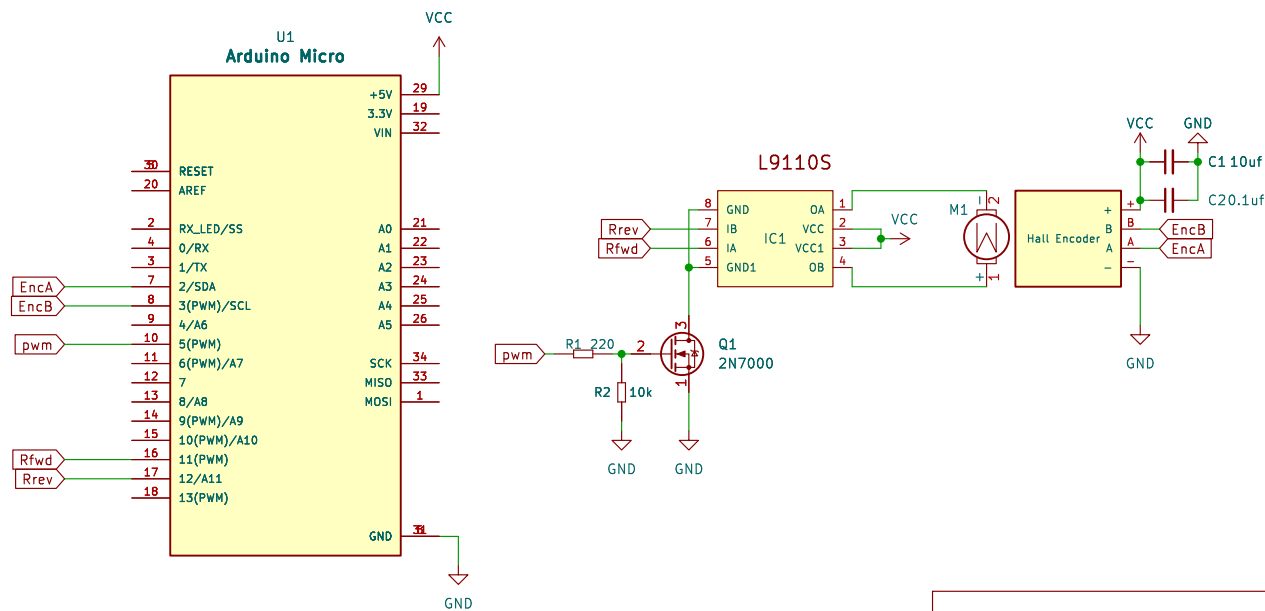 U1
Arduino Micro
VCC
+5V 29
3.3V 19
VIN 32
RESET
20 AREF
2 RX_LED/SS
4 0/RX
3 1/TX
EncA 7 2/SDA
EncB 8 3(PWM)/SCL
9 4/A6
pwm 10 5(PWM)
11 6(PWM)/A7
12 7
13 8/A8
14 9(PWM)/A9
15 10(PWM)/A10
Rfwd 16 11(PWM)
Rrev 17 12/A11
18 13(PWM)
A0 21
A1 22
A2 23
A3 24
A4 25
A5 26
SCK 34
MISO 33
MOSI 1
GND
GND
L9110S
IC1
8 GND
Rrev 7 IB
Rfwd 6 IA
5 GND1
OA 1
VCC 2
VCC1 3
OB 4
VCC
pwm
R1 220
R2 10k
GND
2
3
1
Q1
2N7000
GND
M1
- 2
+ 1
Hall Encoder
+ +
B B EncB
A A EncA
- -
VCC
GND
C1 10uf
C2 0.1uf
GND